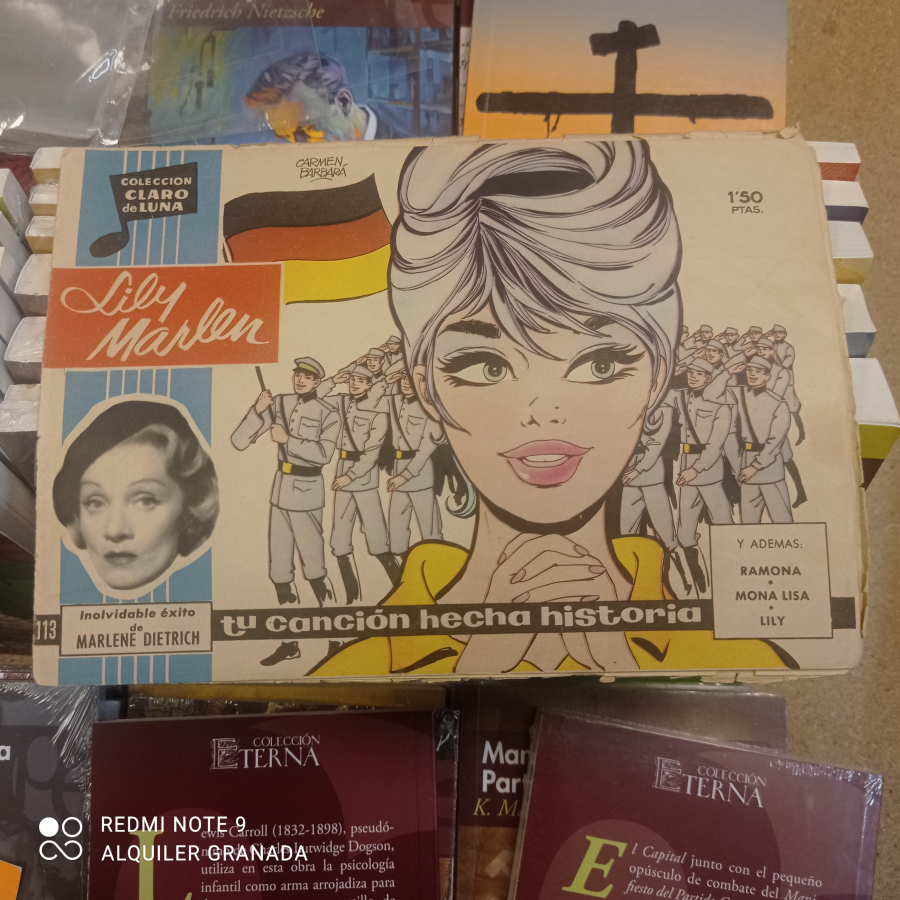 Friedrich Nietzsche
COLECCION
CLARO
de LUNA
CARMEN
BARBARÁ
1'50
PTAS.
Lily
Marlen
Y ADEMAS:
RAMONA
•
MONA LISA
•
LILY
Inolvidable éxito
de
MARLENE DIETRICH
113
tu canción hecha historia
COLECCIÓN
ETERNA
L
ewis Carroll (1832-1898), pseudó-
utwidge Dogson,
utiliza en esta obra la psicología
infantil como arma arrojadiza para
Man
Part
K. M
COLECCIÓN
ETERNA
El Capital junto con el pequeño
opúsculo de combate del Mani-
fiesto del Partido
REDMI NOTE 9
ALQUILER GRANADA